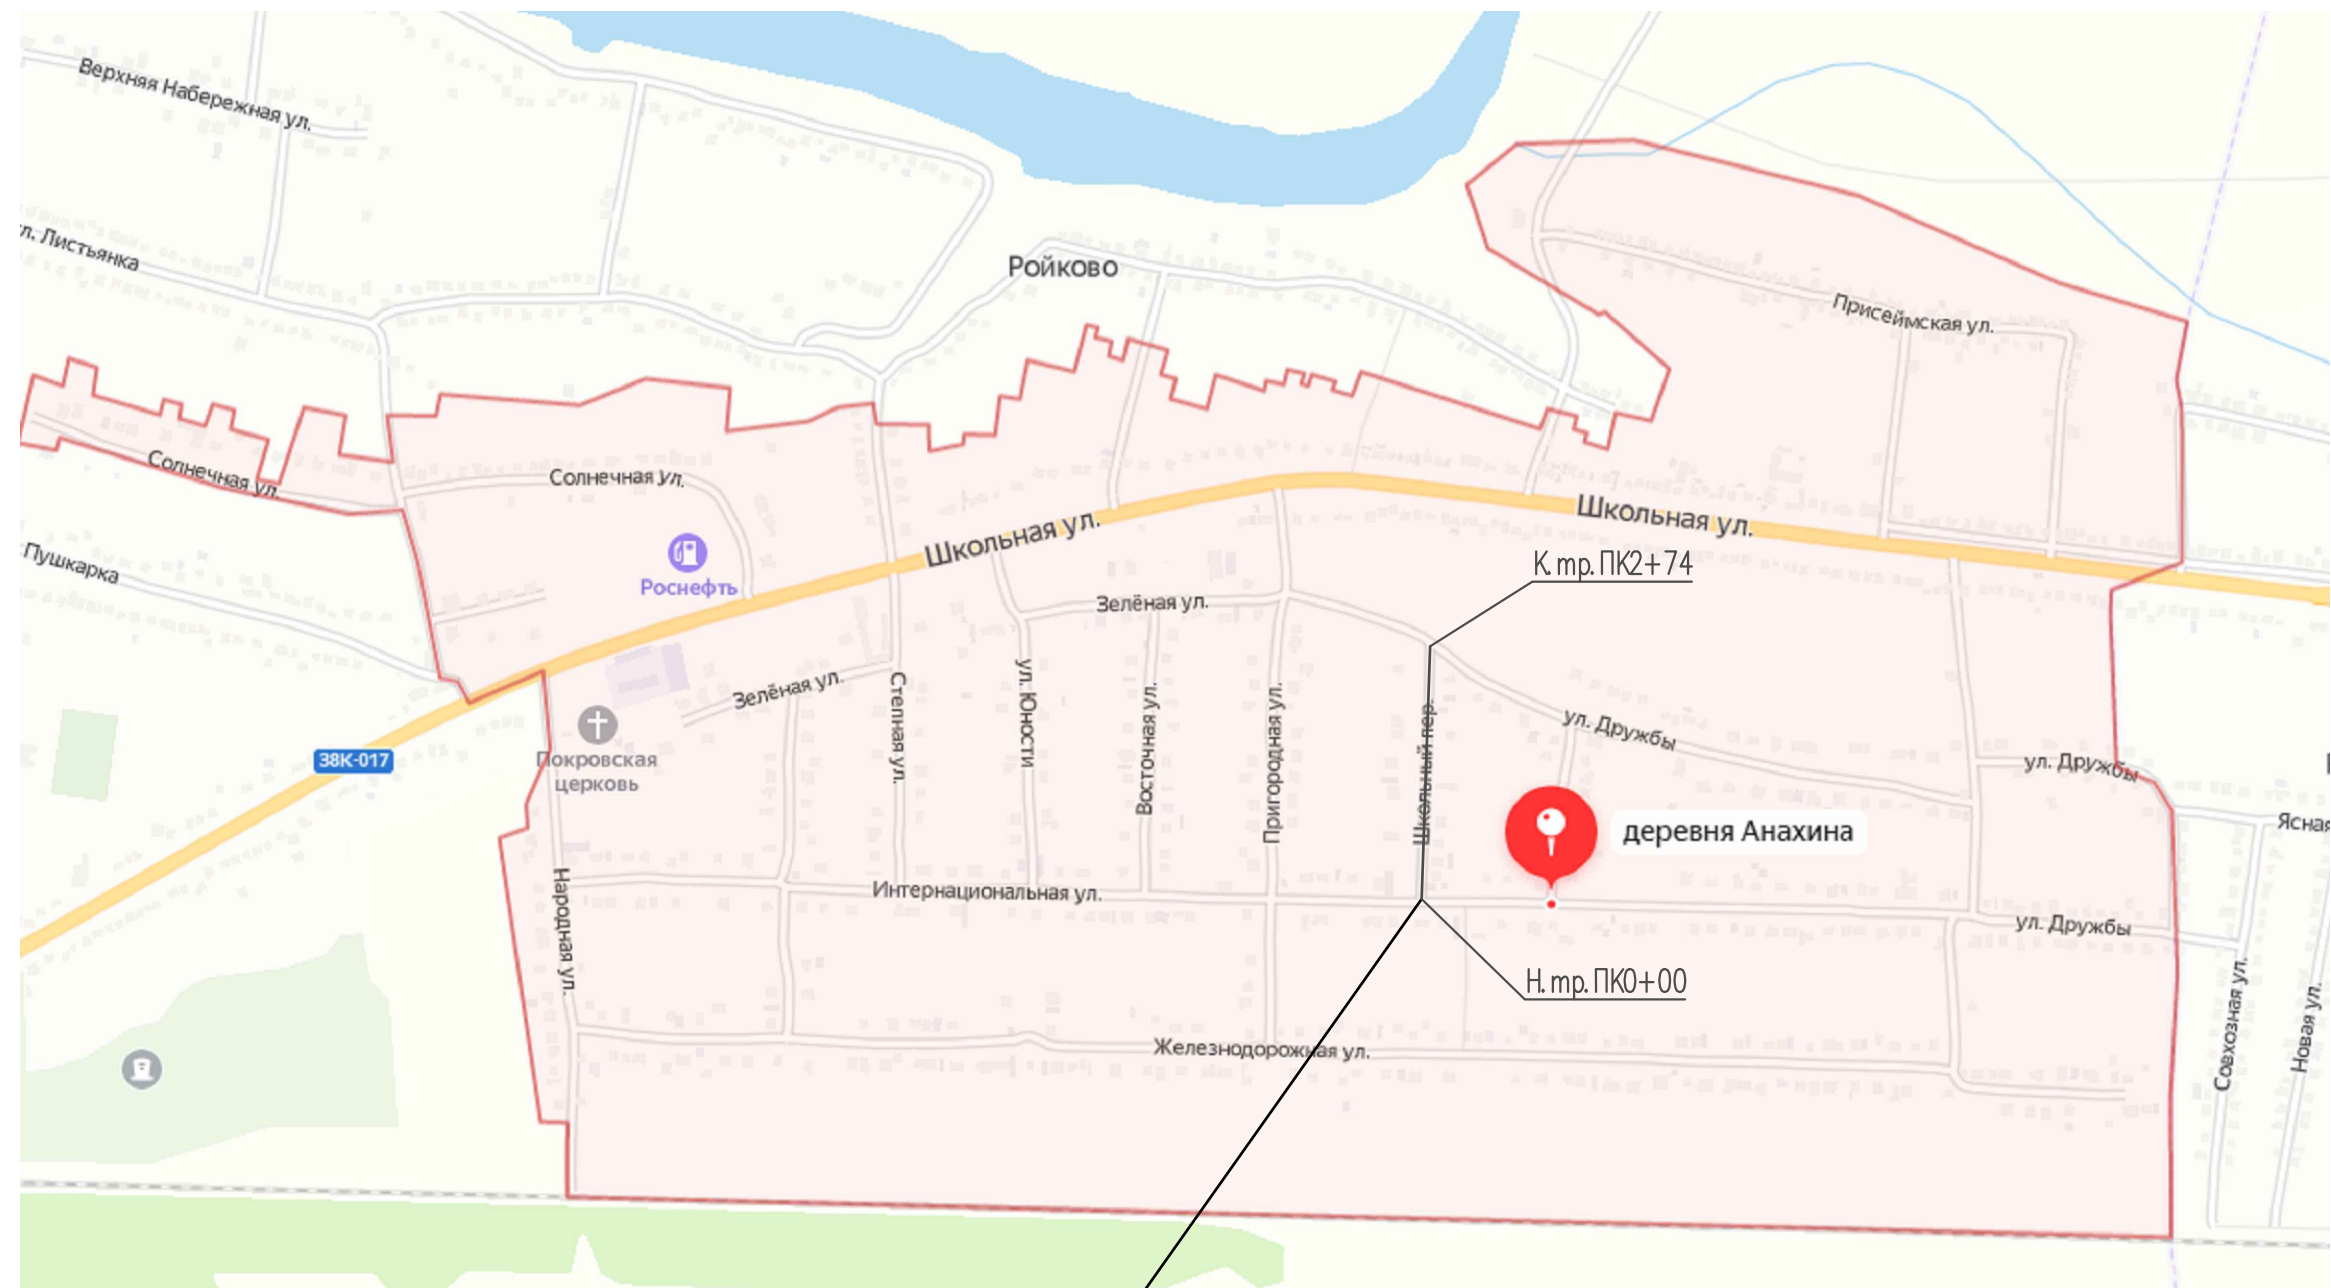 Верхняя Набережная ул.
л. Листьянка
Ройково
Присеймская ул.
Солнечная ул.
Солнечная ул.
Школьная ул.
Школьная ул.
Пушкарка
Роснефть
К. тр. ПК2+74
Зелёная ул.
Зелёная ул.
Степная ул.
ул. Юности
Восточная ул.
Пригородная ул.
Школьный пер.
ул. Дружбы
ул. Дружбы
38К-017
Покровская
церковь
деревня Анахина
Ясная
Народная ул.
Интернациональная ул.
ул. Дружбы
Н. тр. ПК0+00
Железнодорожная ул.
Совхозная ул.
Новая ул.